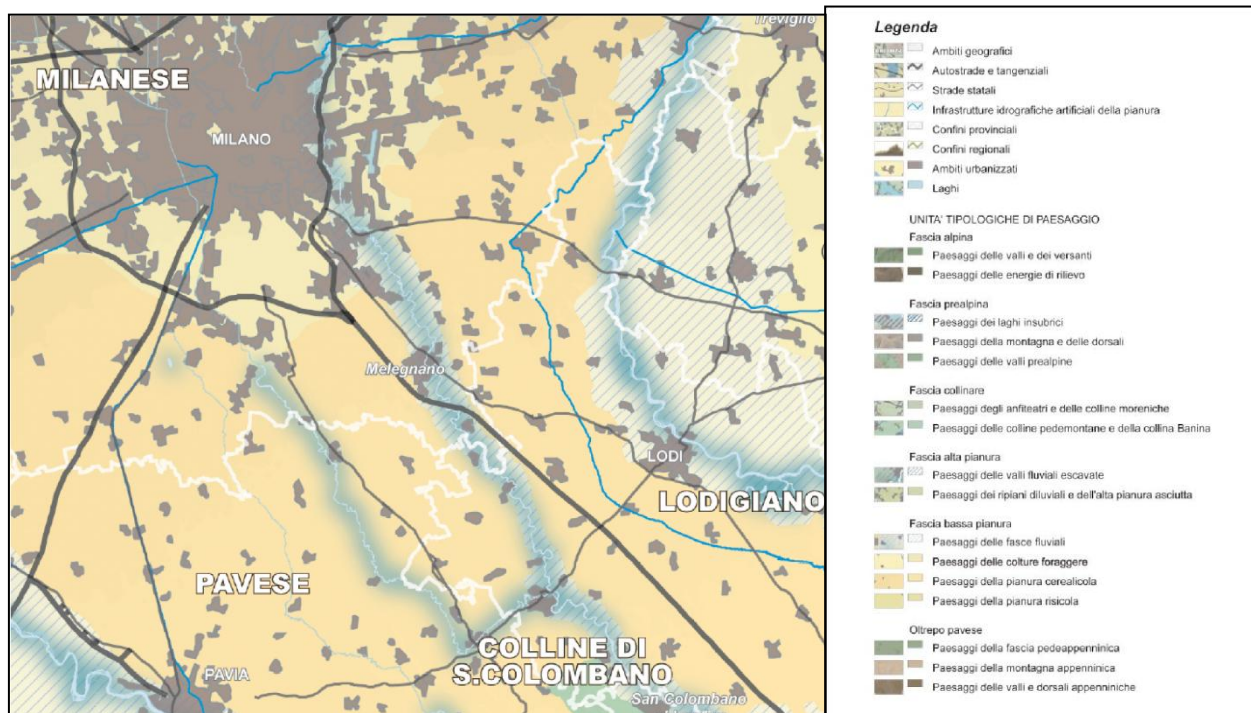 Treviglio
MILANESE
MILANO
Melegnano
LODI
LODIGIANO
PAVESE
COLLINE DI
S.COLOMBANO
PAVIA
San Colombano
Legenda
Ambiti geografici
Autostrade e tangenziali
Strade statali
Infrastrutture idrografiche artificiali della pianura
Confini provinciali
Confini regionali
Ambiti urbanizzati
Laghi
UNITA' TIPOLOGICHE DI PAESAGGIO
Fascia alpina
Paesaggi delle valli e dei versanti
Paesaggi delle energie di rilievo
Fascia prealpina
Paesaggi dei laghi insubrici
Paesaggi della montagna e delle dorsali
Paesaggi delle valli prealpine
Fascia collinare
Paesaggi degli anfiteatri e delle colline moreniche
Paesaggi delle colline pedemontane e della collina Banina
Fascia alta pianura
Paesaggi delle valli fluviali escavate
Paesaggi dei ripiani diluviali e dell'alta pianura asciutta
Fascia bassa pianura
Paesaggi delle fasce fluviali
Paesaggi delle colture foraggere
Paesaggi della pianura cerealicola
Paesaggi della pianura risicola
Oltrepo pavese
Paesaggi della fascia pedeappenninica
Paesaggi della montagna appenninica
Paesaggi delle valli e dorsali appenniniche